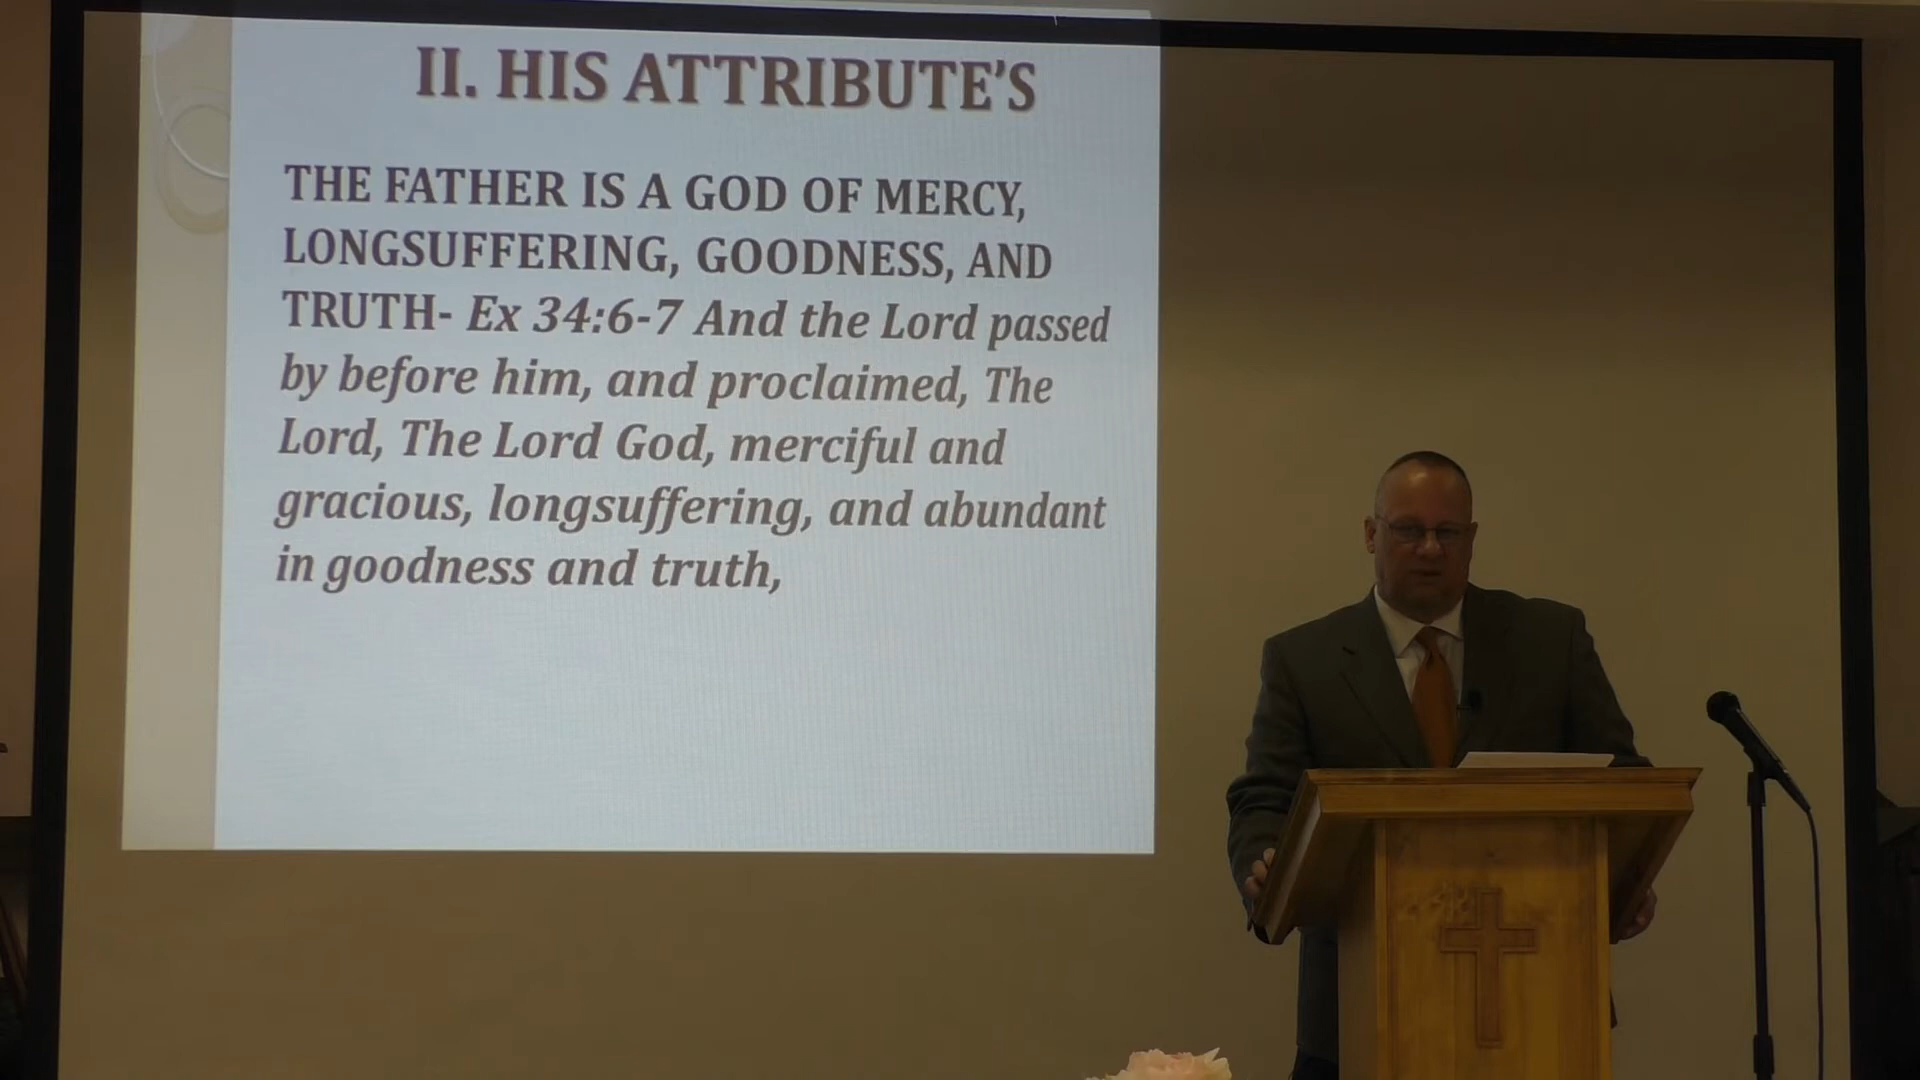 II. HIS ATTRIBUTE’S
THE FATHER IS A GOD OF MERCY,
LONGSUFFERING, GOODNESS, AND
TRUTH- Ex 34:6-7 And the Lord passed
by before him, and proclaimed, The
Lord, The Lord God, merciful and
gracious, longsuffering, and abundant
in goodness and truth,